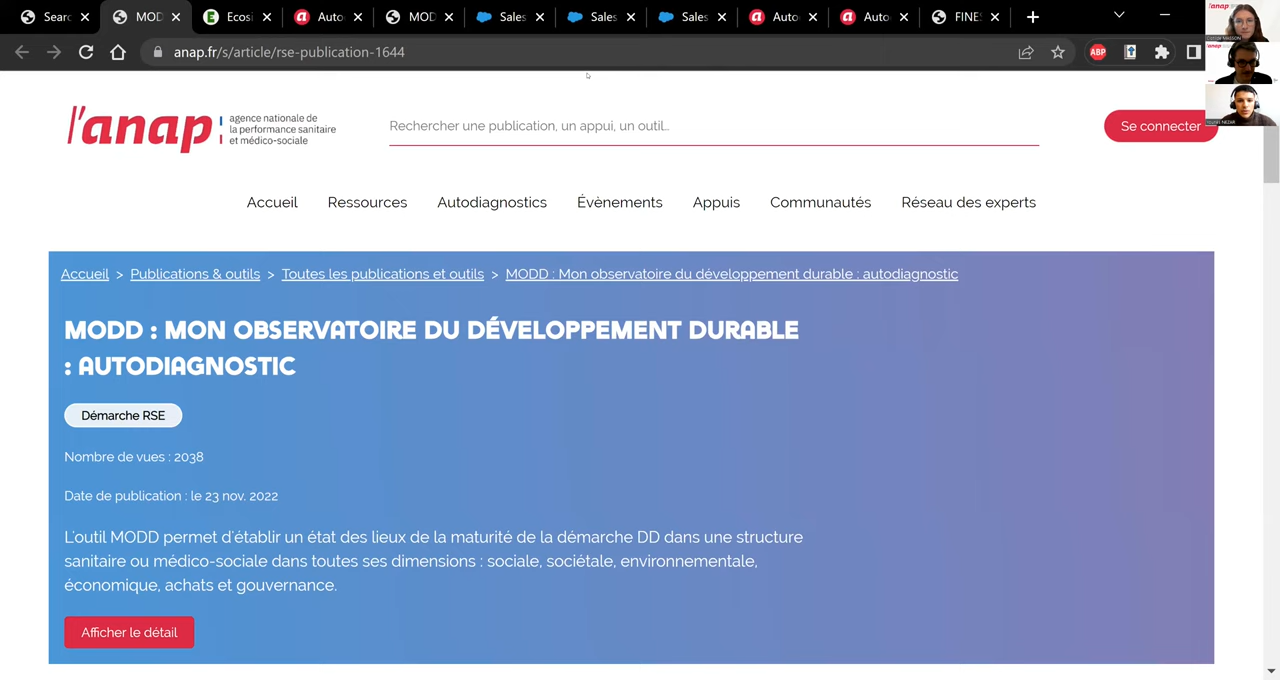 Searc
MOD
Ecosi
Auto
MOD
Sales
Sales
Sales
Auto
Auto
FINES
anap.fr/s/article/rse-publication-1644
ABP
l'anap
agence nationale de
la performance sanitaire
et médico-sociale
Rechercher une publication, un appui, un outil...
Se connecter
Accueil
Ressources
Autodiagnostics
Évènements
Appuis
Communautés
Réseau des experts
Accueil > Publications & outils > Toutes les publications et outils > MODD : Mon observatoire du développement durable : autodiagnostic
MODD : MON OBSERVATOIRE DU DÉVELOPPEMENT DURABLE
: AUTODIAGNOSTIC
Démarche RSE
Nombre de vues : 2038
Date de publication : le 23 nov. 2022
L'outil MODD permet d'établir un état des lieux de la maturité de la démarche DD dans une structure
sanitaire ou médico-sociale dans toutes ses dimensions : sociale, sociétale, environnementale,
économique, achats et gouvernance.
Afficher le détail